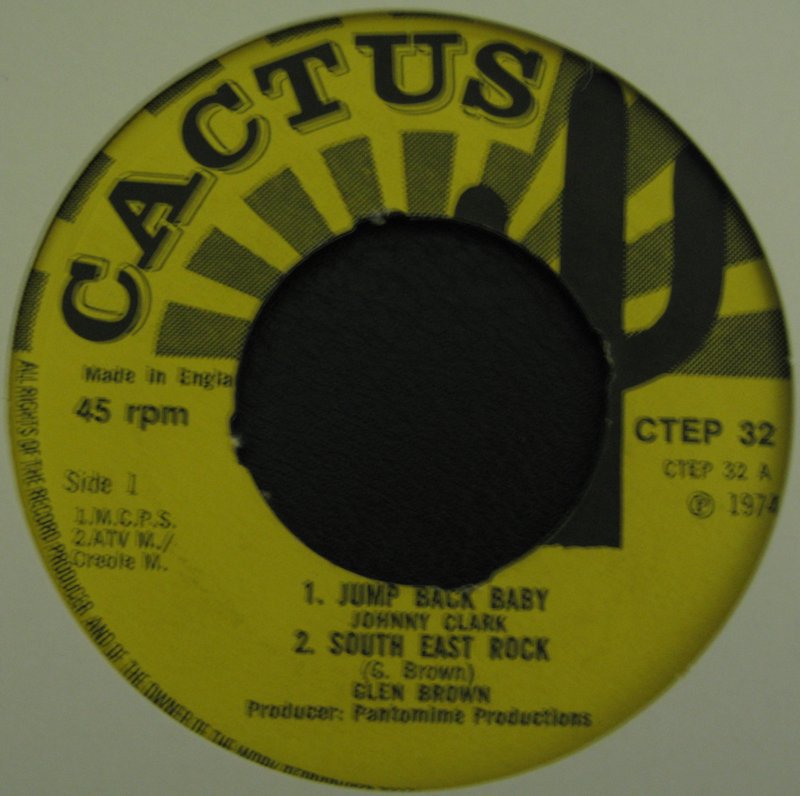 CACTUS
Made in Engla
45 rpm
CTEP 32
CTEP 32 A
Ⓟ 1974
Side 1
1.M.C.P.S.
2.ATV M./
Creole M.
1. JUMP BACK BABY
JOHNNY CLARK
2. SOUTH EAST ROCK
(G. Brown)
GLEN BROWN
Producer: Pantomime Productions
ALL RIGHTS OF THE RECORD PRODUCER AND OF THE OWNER OF THE WORK REPRODUCED